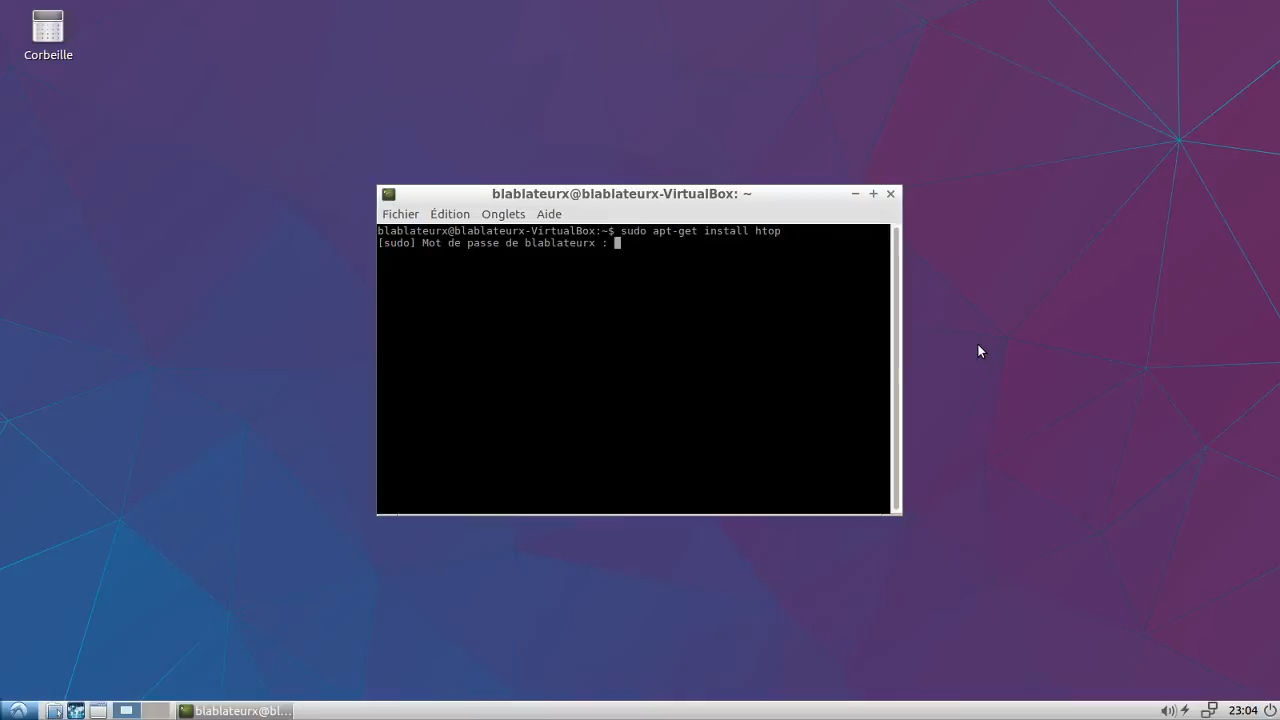 Corbeille
blablateurx@blablateurx-VirtualBox: ~
Fichier Édition Onglets Aide
blablateurx@blablateurx-VirtualBox:~$ sudo apt-get install htop
[sudo] Mot de passe de blablateurx :
blablateurx@bl...
23:04